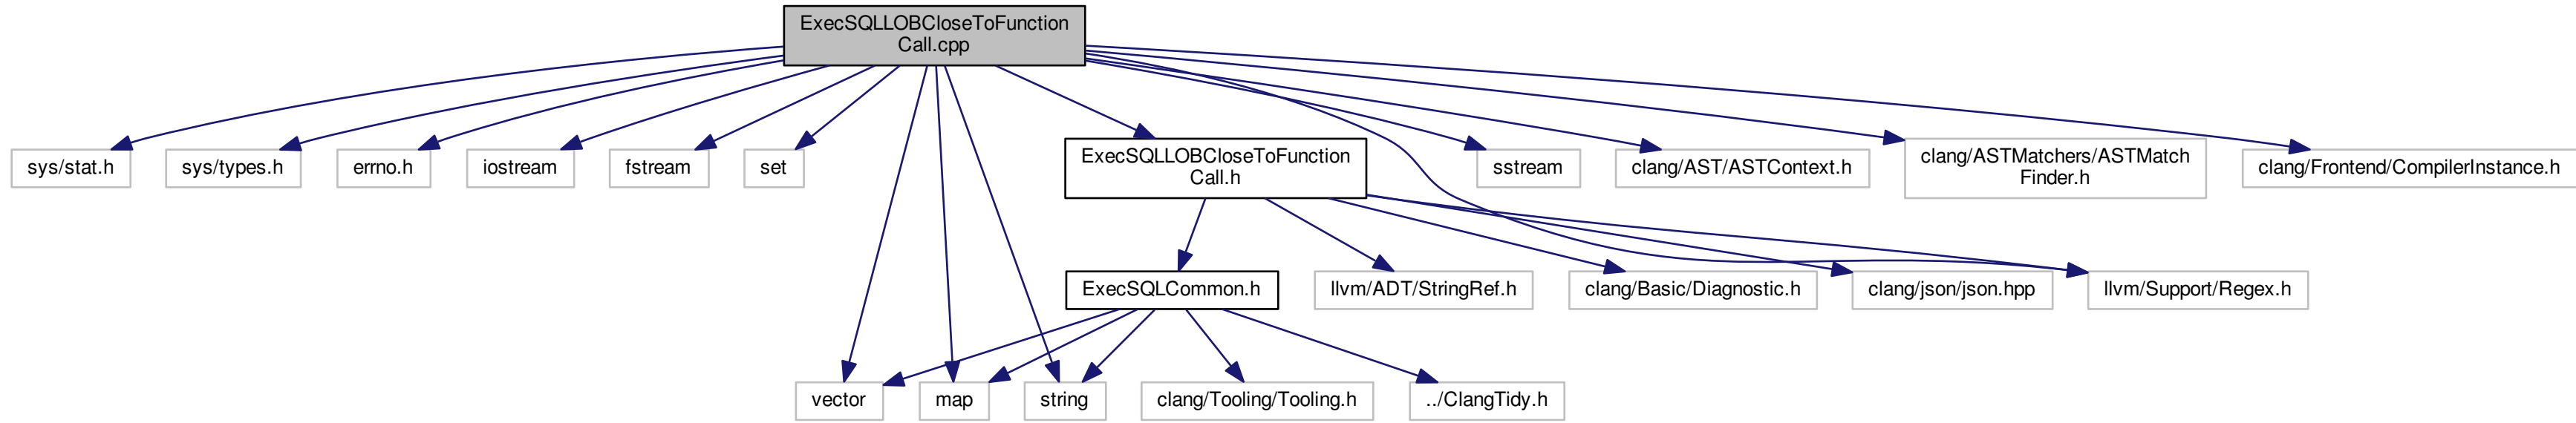 ExecSQLLOBCloseToFunction
Call.cpp
sys/stat.h
sys/types.h
errno.h
iostream
fstream
set
ExecSQLLOBCloseToFunction
Call.h
sstream
clang/AST/ASTContext.h
clang/ASTMatchers/ASTMatch
Finder.h
clang/Frontend/CompilerInstance.h
ExecSQLCommon.h
llvm/ADT/StringRef.h
clang/Basic/Diagnostic.h
clang/json/json.hpp
llvm/Support/Regex.h
vector
map
string
clang/Tooling/Tooling.h
../ClangTidy.h